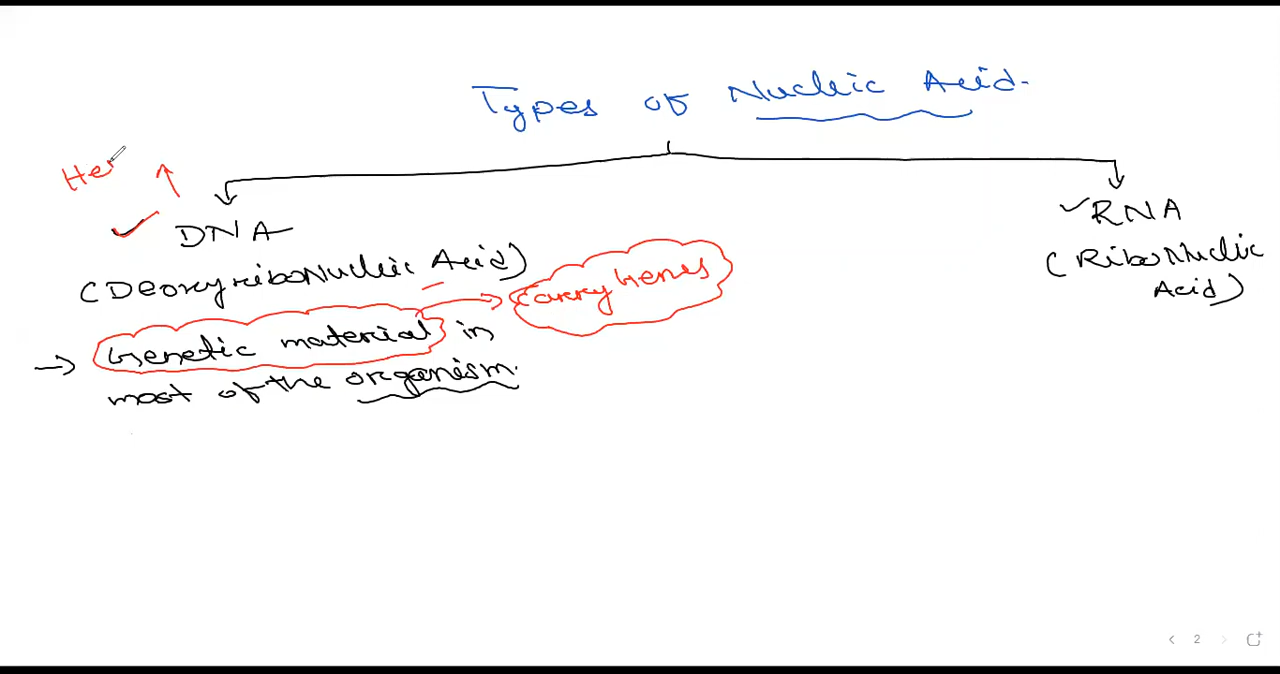 Types of Nucleic Acid.
He
DNA
(DeoxyriboNucleic Acid)
→ Genetic material in
most of the organism.
Carry Genes
RNA
(RiboNucleic
Acid)
2